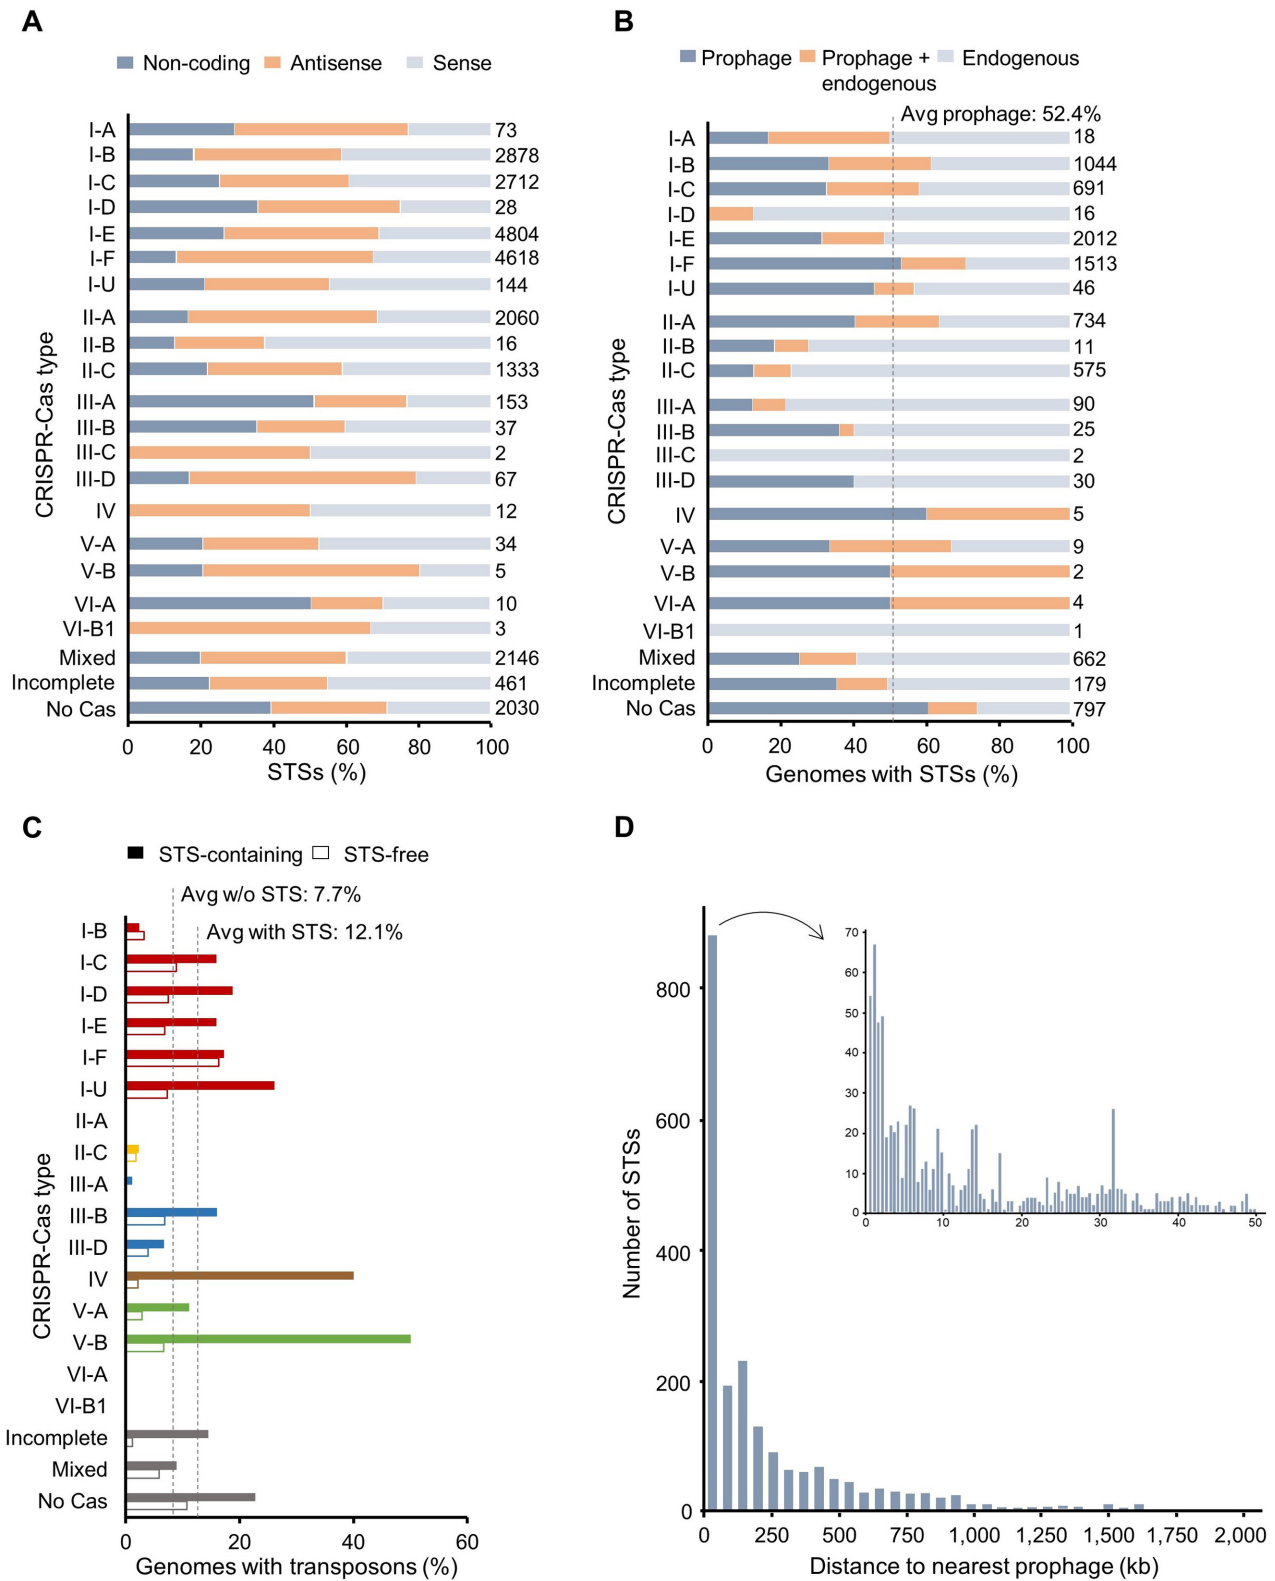 A
Non-coding Antisense Sense
I-A 73
I-B 2878
I-C 2712
I-D 28
I-E 4804
I-F 4618
I-U 144
II-A 2060
II-B 16
II-C 1333
III-A 153
III-B 37
III-C 2
III-D 67
IV 12
V-A 34
V-B 5
VI-A 10
VI-B1 3
Mixed 2146
Incomplete 461
No Cas 2030
CRISPR-Cas type
0 20 40 60 80 100
STSs (%)
B
Prophage Prophage + Endogenous
endogenous
Avg prophage: 52.4%
I-A 18
I-B 1044
I-C 691
I-D 16
I-E 2012
I-F 1513
I-U 46
II-A 734
II-B 11
II-C 575
III-A 90
III-B 25
III-C 2
III-D 30
IV 5
V-A 9
V-B 2
VI-A 4
VI-B1 1
Mixed 662
Incomplete 179
No Cas 797
CRISPR-Cas type
0 20 40 60 80 100
Genomes with STSs (%)
C
STS-containing STS-free
Avg w/o STS: 7.7%
Avg with STS: 12.1%
I-B
I-C
I-D
I-E
I-F
I-U
II-A
II-C
III-A
III-B
III-D
IV
V-A
V-B
VI-A
VI-B1
Incomplete
Mixed
No Cas
CRISPR-Cas type
0 20 40 60
Genomes with transposons (%)
D
800
600
400
200
0
Number of STSs
70
60
50
40
30
20
10
0
0 10 20 30 40 50
0 250 500 750 1,000 1,250 1,500 1,750 2,000
Distance to nearest prophage (kb)